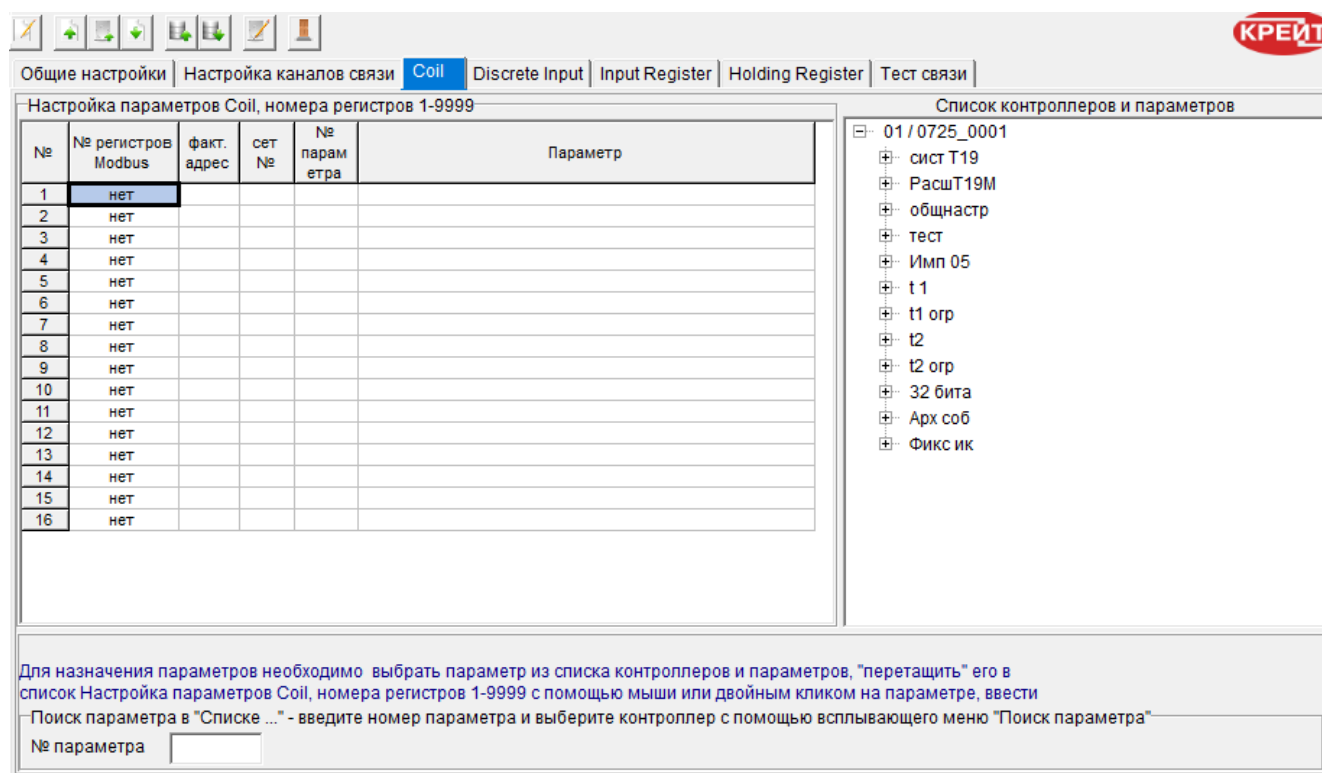 КРЕЙТ
Общие настройки Настройка каналов связи Coil Discrete Input Input Register Holding Register Тест связи
Настройка параметров Coil, номера регистров 1-9999
№ № регистров Modbus факт. адрес сет № № парам етра Параметр
1 нет
2 нет
3 нет
4 нет
5 нет
6 нет
7 нет
8 нет
9 нет
10 нет
11 нет
12 нет
13 нет
14 нет
15 нет
16 нет
Список контроллеров и параметров
01 / 0725_0001
сист Т19
РасшТ19М
общнастр
тест
Имп 05
t 1
t1 огр
t2
t2 огр
32 бита
Арх соб
Фикс ик
Для назначения параметров необходимо выбрать параметр из списка контроллеров и параметров, "перетащить" его в
список Настройка параметров Coil, номера регистров 1-9999 с помощью мыши или двойным кликом на параметре, ввести
Поиск параметра в "Списке ..." - введите номер параметра и выберите контроллер с помощью всплывающего меню "Поиск параметра"
№ параметра